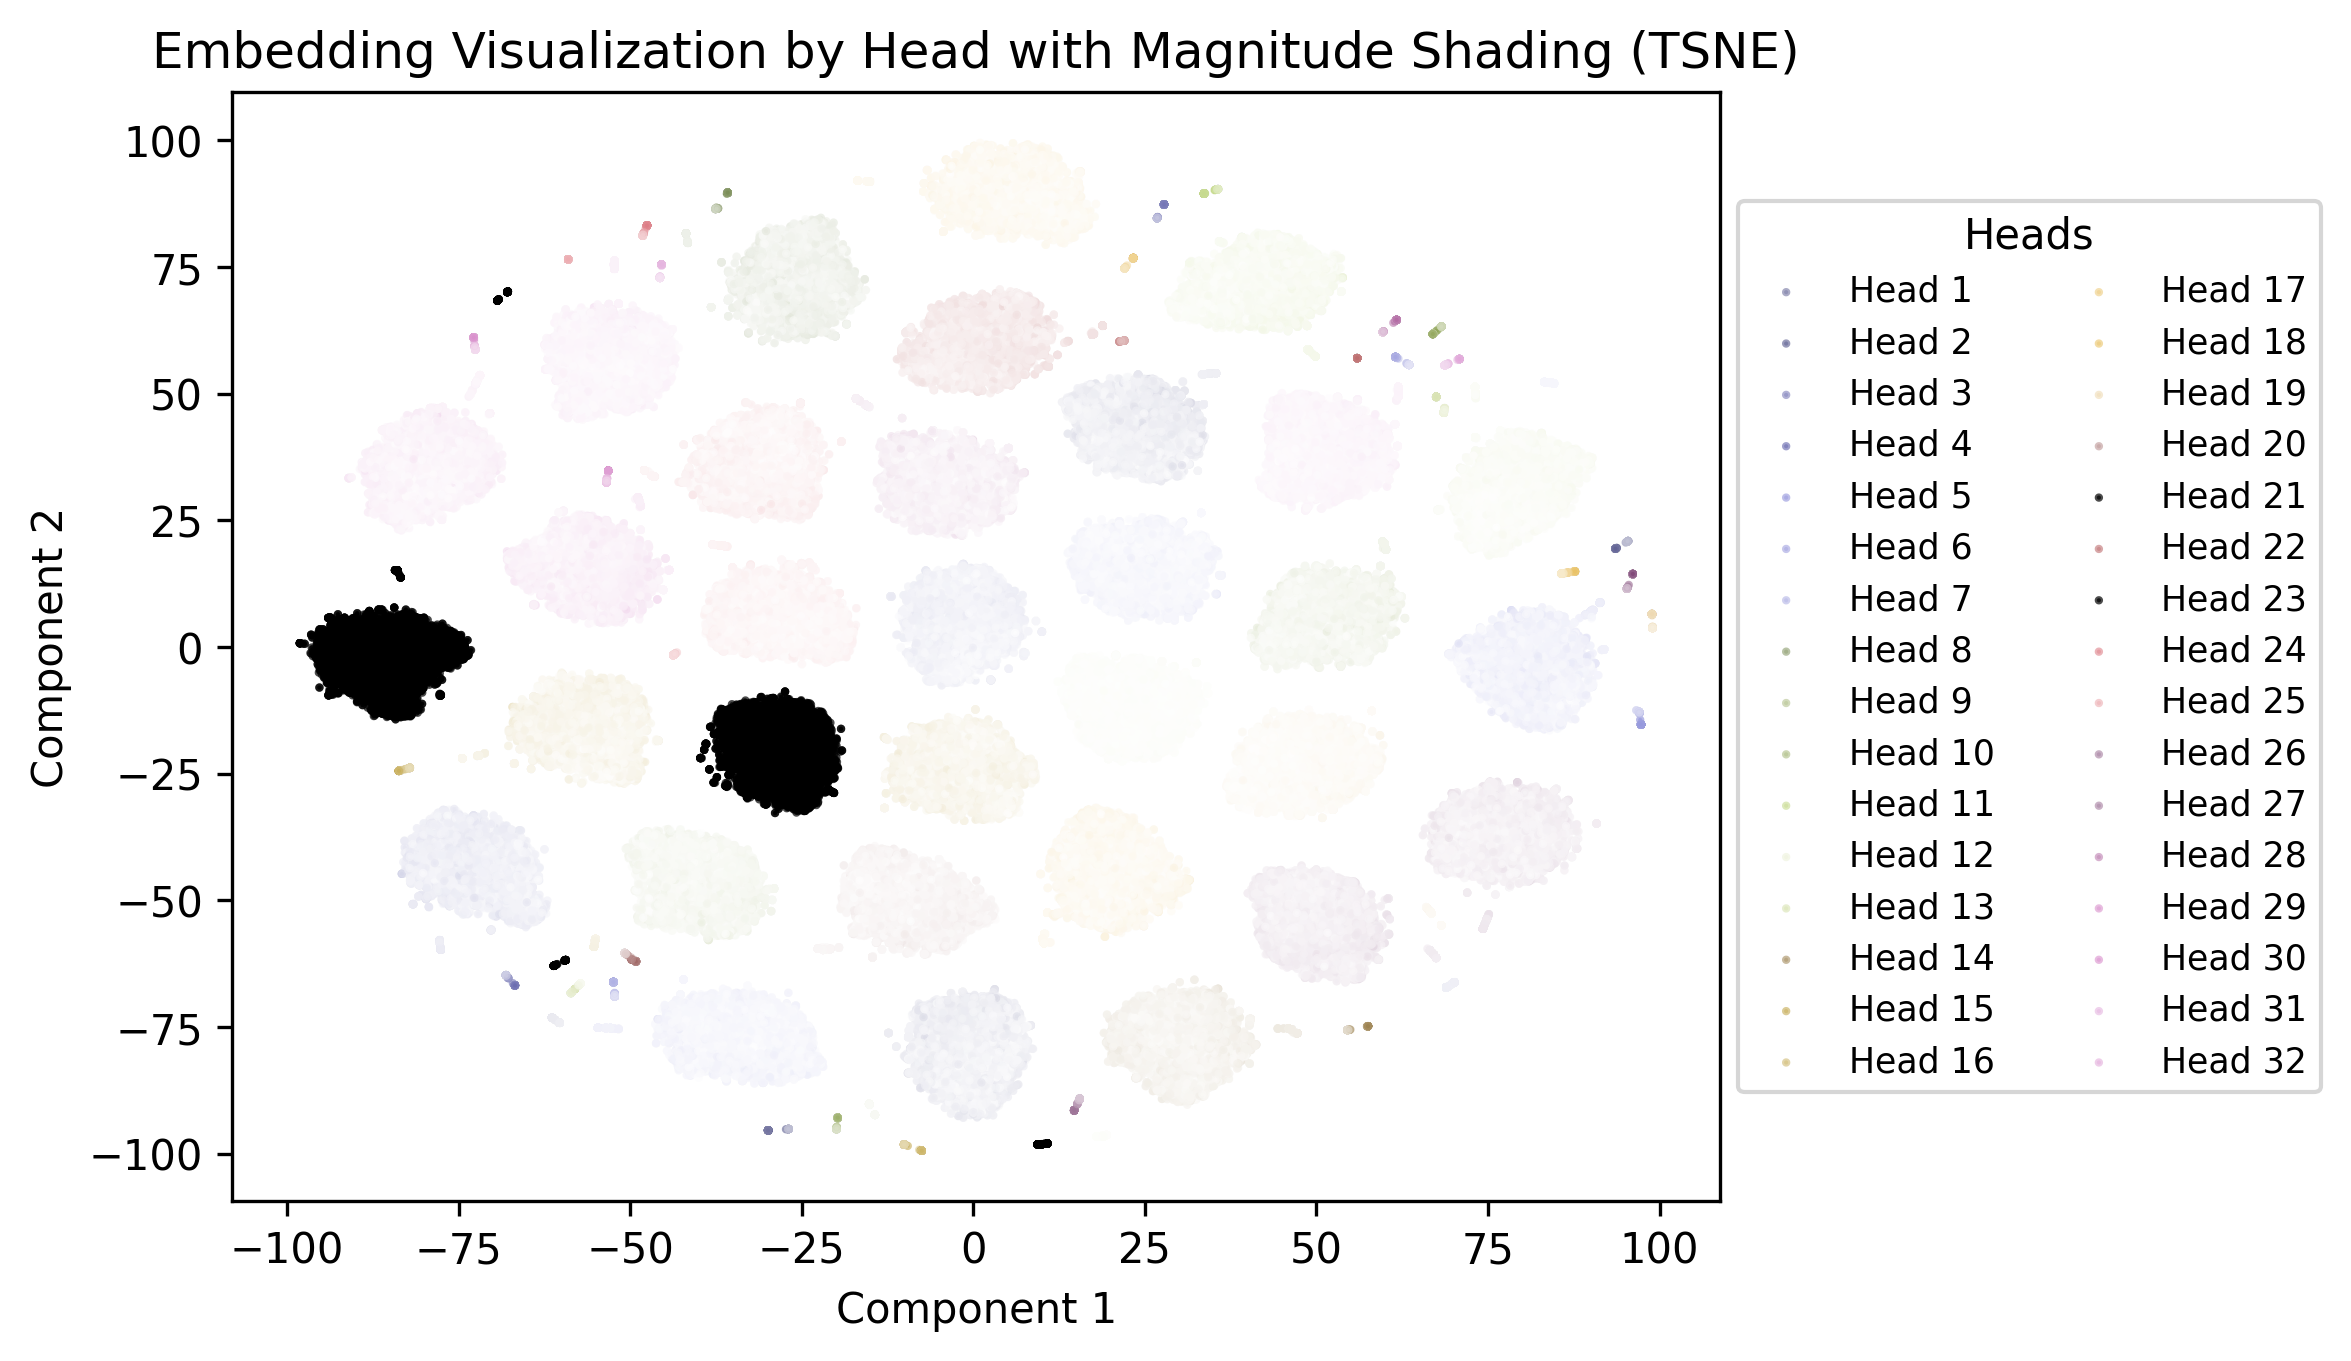 Embedding Visualization by Head with Magnitude Shading (TSNE)
100
75
50
25
0
−25
−50
−75
−100
Component 2
−100
−75
−50
−25
0
25
50
75
100
Component 1
Heads
Head 1
Head 2
Head 3
Head 4
Head 5
Head 6
Head 7
Head 8
Head 9
Head 10
Head 11
Head 12
Head 13
Head 14
Head 15
Head 16
Head 17
Head 18
Head 19
Head 20
Head 21
Head 22
Head 23
Head 24
Head 25
Head 26
Head 27
Head 28
Head 29
Head 30
Head 31
Head 32